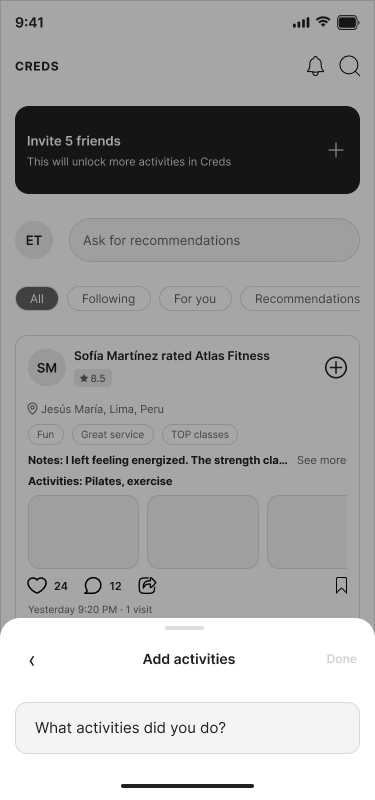 9:41
CREDS
Invite 5 friends
This will unlock more activities in Creds
ET
Ask for recommendations
All
Following
For you
Recommendations
SM
Sofía Martínez rated Atlas Fitness
8.5
Jesús María, Lima, Peru
Fun
Great service
TOP classes
Notes: I left feeling energized. The strength cla... See more
Activities: Pilates, exercise
24
12
Yesterday 9:20 PM · 1 visit
Add activities
Done
What activities did you do?